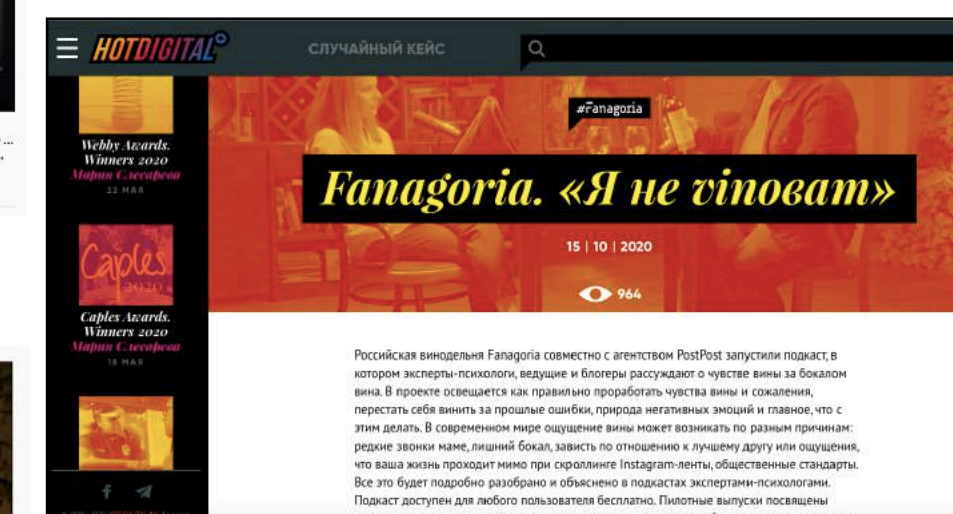 HOTDIGITAL°
СЛУЧАЙНЫЙ КЕЙС
Webby Awards.
Winners 2020
Мария Слесарева
22 МАЯ
Caples
2020
Caples Awards.
Winners 2020
Мария Слесарева
18 МАЯ
#Fanagoria
Fanagoria. «Я не viноват»
15 | 10 | 2020
964
Российская винодельня Fanagoria совместно с агентством PostPost запустили подкаст, в
котором эксперты-психологи, ведущие и блогеры рассуждают о чувстве вины за бокалом
вина. В проекте освещается как правильно проработать чувства вины и сожаления,
перестать себя винить за прошлые ошибки, природа негативных эмоций и главное, что с
этим делать. В современном мире ощущение вины может возникать по разным причинам:
редкие звонки маме, лишний бокал, зависть по отношению к лучшему другу или ощущения,
что ваша жизнь проходит мимо при скроллинге Instagram-ленты, общественные стандарты.
Все это будет подробно разобрано и объяснено в подкастах экспертами-психологами.
Подкаст доступен для любого пользователя бесплатно. Пилотные выпуски посвящены